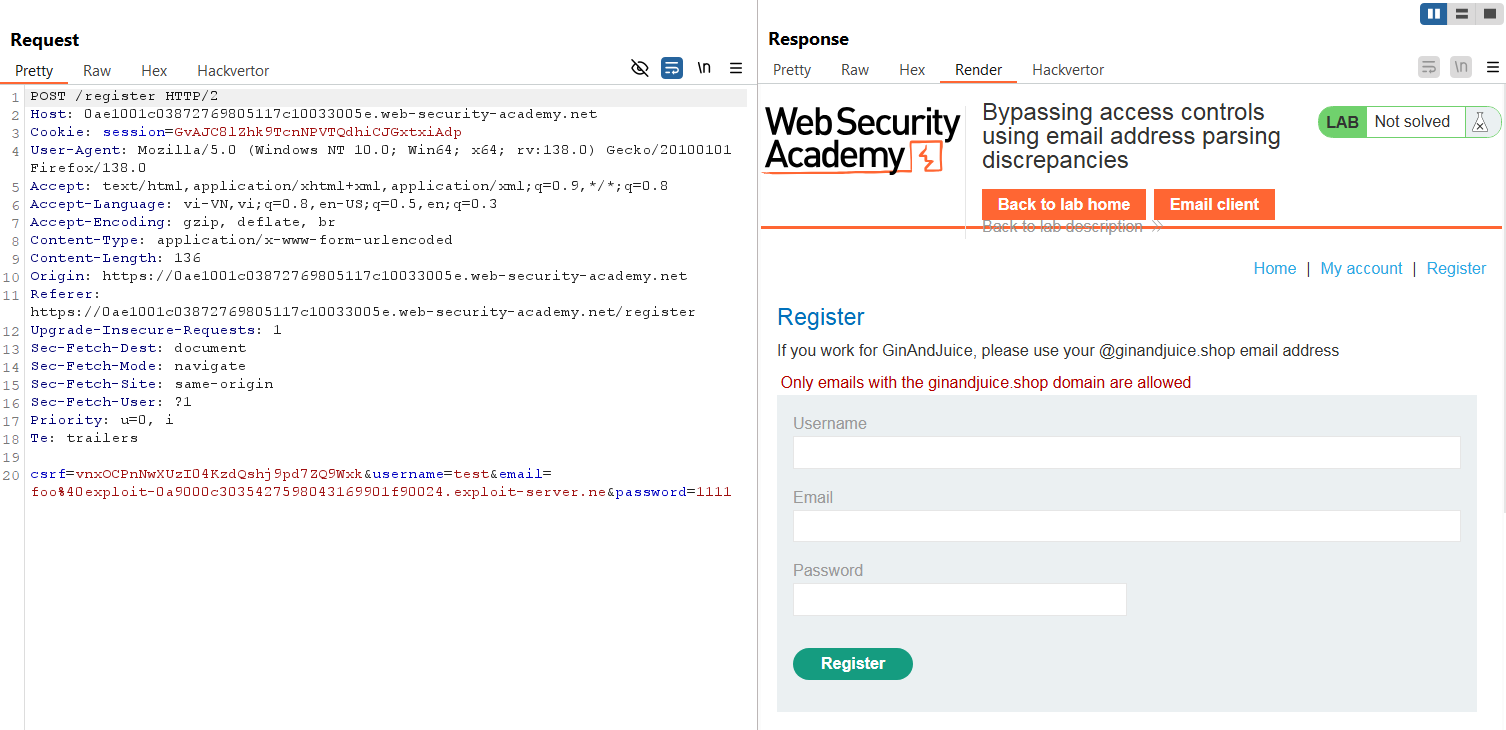 Request
Pretty Raw Hex Hackvertor
\n
1 POST /register HTTP/2
2 Host: 0ae1001c03872769805117c10033005e.web-security-academy.net
3 Cookie: session=GvAJC8lZhk9TcnNPVTQdhiCJGxtxiAdp
4 User-Agent: Mozilla/5.0 (Windows NT 10.0; Win64; x64; rv:138.0) Gecko/20100101
Firefox/138.0
5 Accept: text/html,application/xhtml+xml,application/xml;q=0.9,*/*;q=0.8
6 Accept-Language: vi-VN,vi;q=0.8,en-US;q=0.5,en;q=0.3
7 Accept-Encoding: gzip, deflate, br
8 Content-Type: application/x-www-form-urlencoded
9 Content-Length: 136
10 Origin: https://0ae1001c03872769805117c10033005e.web-security-academy.net
11 Referer:
https://0ae1001c03872769805117c10033005e.web-security-academy.net/register
12 Upgrade-Insecure-Requests: 1
13 Sec-Fetch-Dest: document
14 Sec-Fetch-Mode: navigate
15 Sec-Fetch-Site: same-origin
16 Sec-Fetch-User: ?1
17 Priority: u=0, i
18 Te: trailers
19
20 csrf=vnxOCPnNwXUzI04KzdQshj9pd7ZQ9Wxk&username=test&email=
foo%40exploit-0a9000c3035427598043169901f90024.exploit-server.ne&password=1111
Response
Pretty Raw Hex Render Hackvertor
\n
Web Security
Academy
Bypassing access controls
using email address parsing
discrepancies
LAB Not solved
Back to lab home Email client
Back to lab description
Home | My account | Register
Register
If you work for GinAndJuice, please use your @ginandjuice.shop email address
Only emails with the ginandjuice.shop domain are allowed
Username
Email
Password
Register